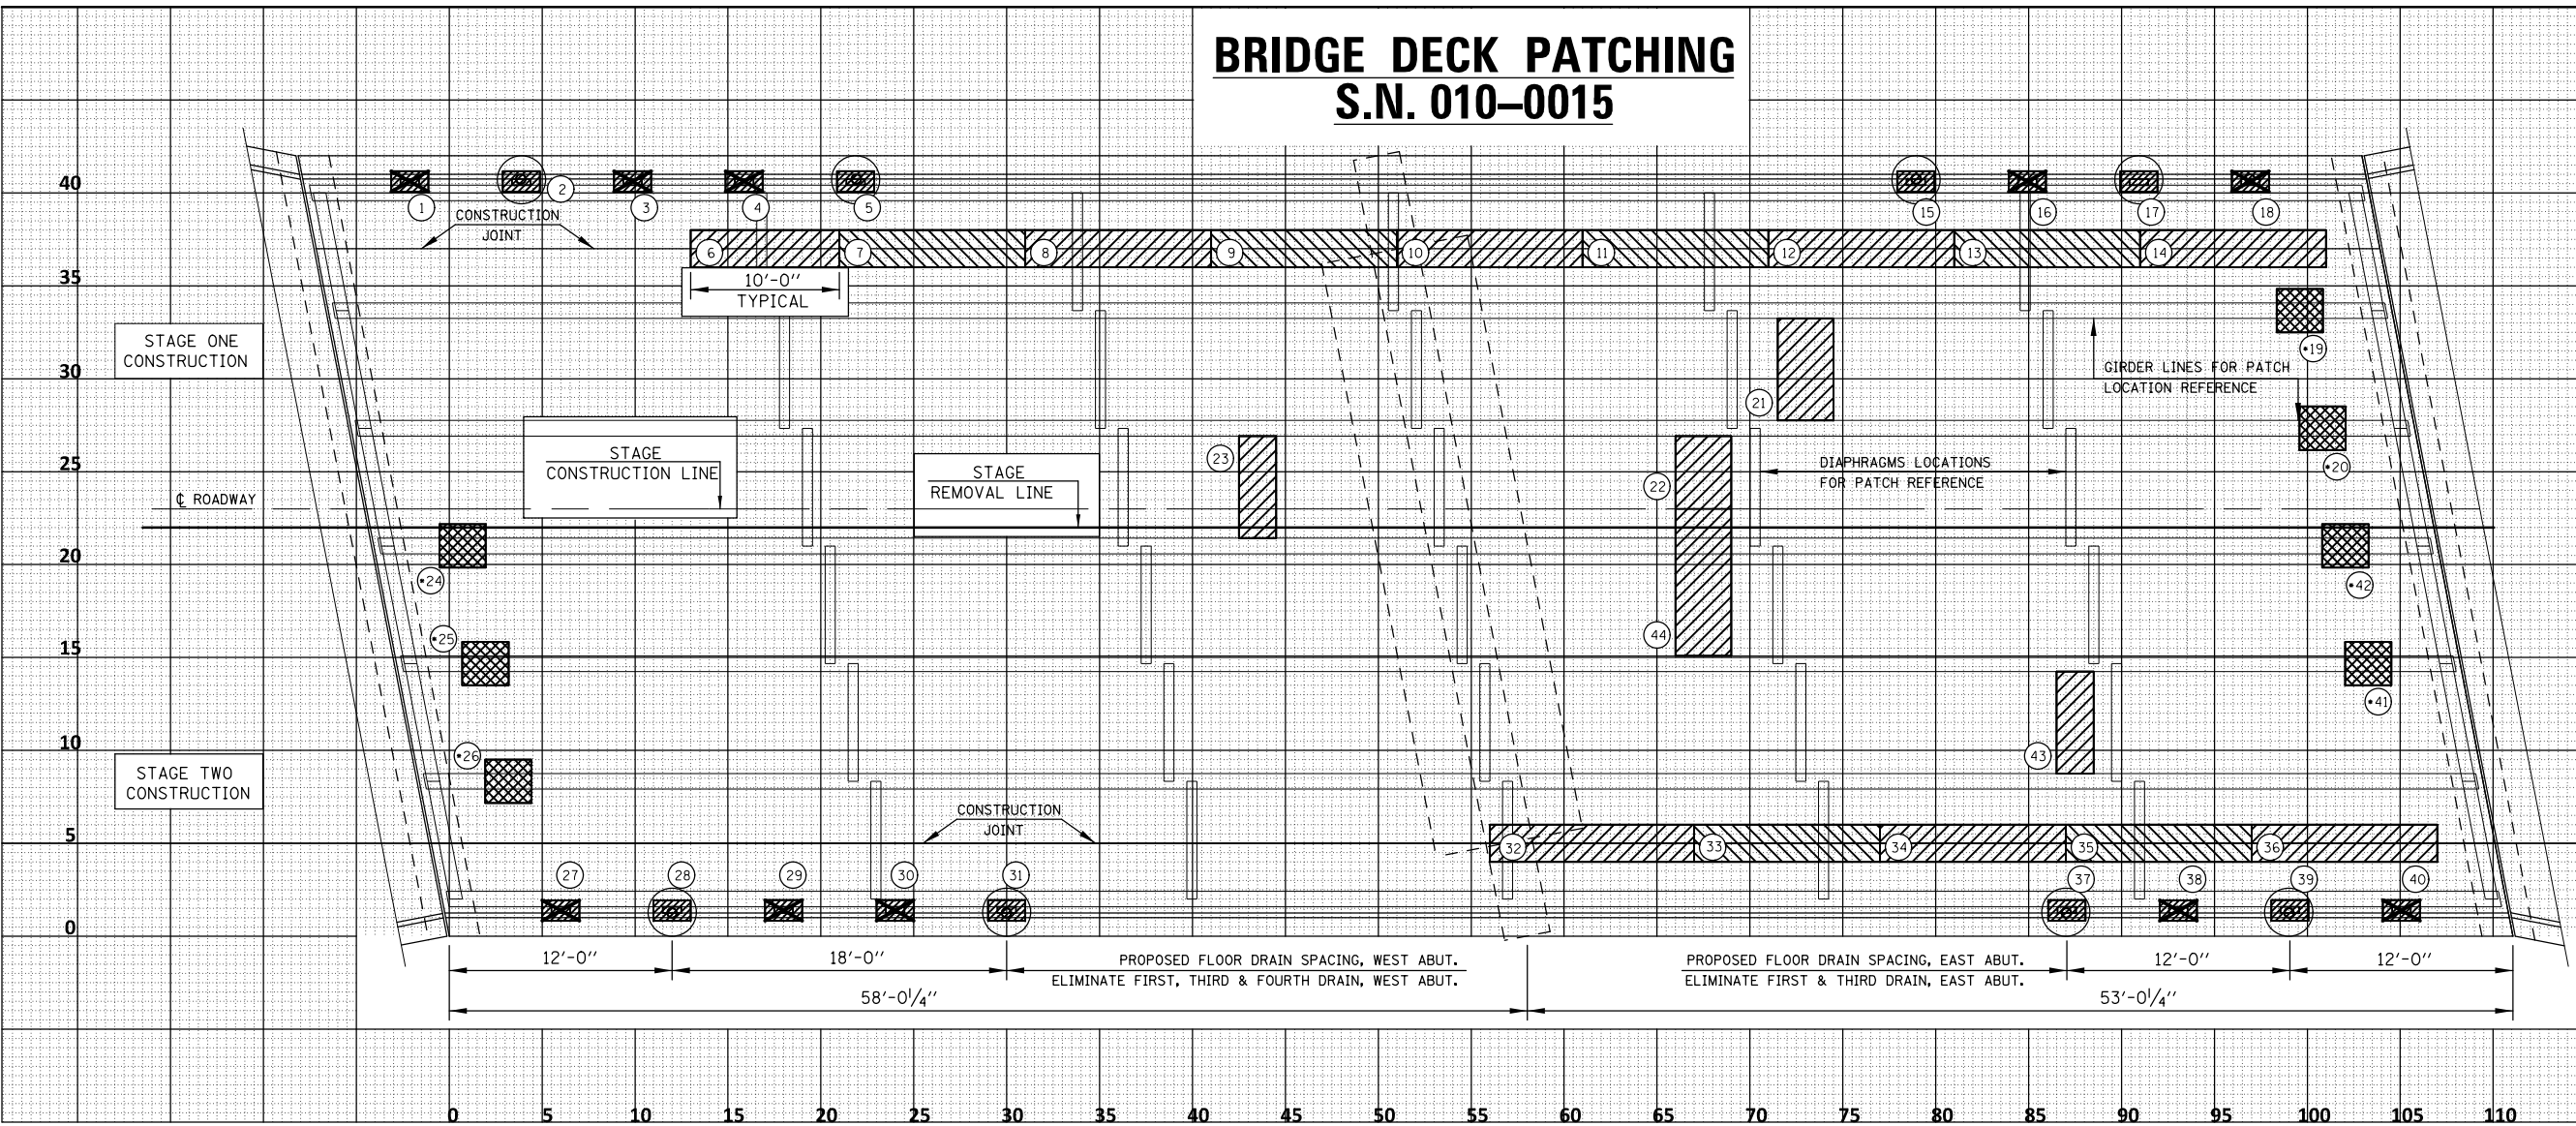 BRIDGE DECK PATCHING
S.N. 010–0015
40
1
2
3
4
5
15
16
17
18
CONSTRUCTION
JOINT
6
7
8
9
10
11
12
13
14
35
10'-0"
TYPICAL
STAGE ONE
CONSTRUCTION
•19
30
GIRDER LINES FOR PATCH
LOCATION REFERENCE
21
STAGE
CONSTRUCTION LINE
STAGE
REMOVAL LINE
23
22
DIAPHRAGMS LOCATIONS
FOR PATCH REFERENCE
•20
25
℄ ROADWAY
20
•24
•42
•25
44
15
•41
10
•26
43
STAGE TWO
CONSTRUCTION
CONSTRUCTION
JOINT
5
32
33
34
35
36
27
28
29
30
31
37
38
39
40
0
12'-0"
18'-0"
PROPOSED FLOOR DRAIN SPACING, WEST ABUT.
ELIMINATE FIRST, THIRD & FOURTH DRAIN, WEST ABUT.
PROPOSED FLOOR DRAIN SPACING, EAST ABUT.
ELIMINATE FIRST & THIRD DRAIN, EAST ABUT.
12'-0"
12'-0"
58'-0¼"
53'-0¼"
0 5 10 15 20 25 30 35 40 45 50 55 60 65 70 75 80 85 90 95 100 105 110